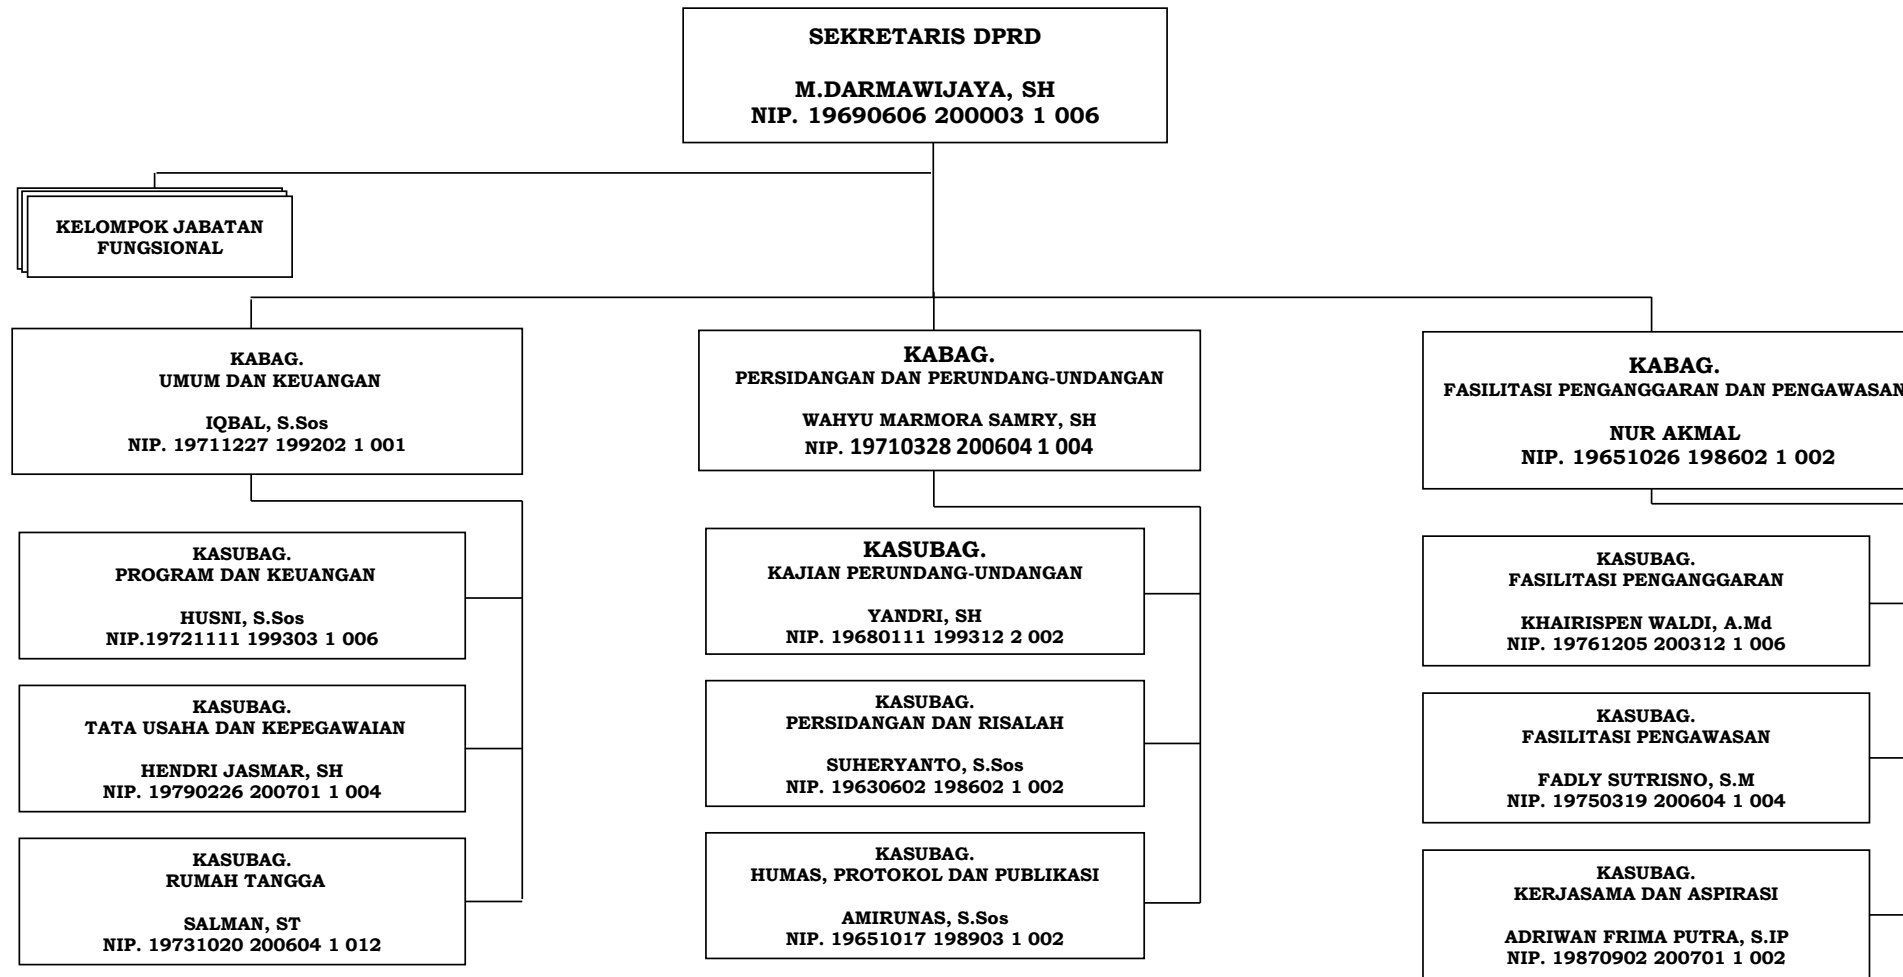 SEKRETARIS DPRD
M.DARMAWIJAYA, SH
NIP. 19690606 200003 1 006
KELOMPOK JABATAN
FUNGSIONAL
KABAG.
UMUM DAN KEUANGAN
IQBAL, S.Sos
NIP. 19711227 199202 1 001
KABAG.
PERSIDANGAN DAN PERUNDANG-UNDANGAN
WAHYU MARMORA SAMRY, SH
NIP. 19710328 200604 1 004
KABAG.
FASILITASI PENGANGGARAN DAN PENGAWASAN
NUR AKMAL
NIP. 19651026 198602 1 002
KASUBAG.
PROGRAM DAN KEUANGAN
HUSNI, S.Sos
NIP.19721111 199303 1 006
KASUBAG.
KAJIAN PERUNDANG-UNDANGAN
YANDRI, SH
NIP. 19680111 199312 2 002
KASUBAG.
FASILITASI PENGANGGARAN
KHAIRISPEN WALDI, A.Md
NIP. 19761205 200312 1 006
KASUBAG.
TATA USAHA DAN KEPEGAWAIAN
HENDRI JASMAR, SH
NIP. 19790226 200701 1 004
KASUBAG.
PERSIDANGAN DAN RISALAH
SUHERYANTO, S.Sos
NIP. 19630602 198602 1 002
KASUBAG.
FASILITASI PENGAWASAN
FADLY SUTRISNO, S.M
NIP. 19750319 200604 1 004
KASUBAG.
RUMAH TANGGA
SALMAN, ST
NIP. 19731020 200604 1 012
KASUBAG.
HUMAS, PROTOKOL DAN PUBLIKASI
AMIRUNAS, S.Sos
NIP. 19651017 198903 1 002
KASUBAG.
KERJASAMA DAN ASPIRASI
ADRIWAN FRIMA PUTRA, S.IP
NIP. 19870902 200701 1 002